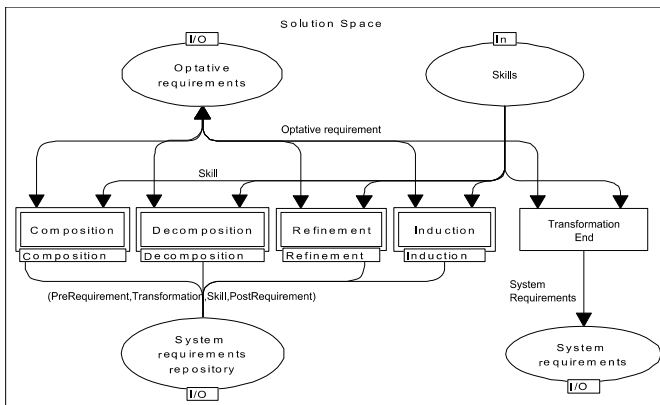 Solution Space
I/O
In
Optative
requirements
Skills
Optative requirement
Skill
Composition
Decomposition
Refinement
Induction
Transformation
End
Composition
Decomposition
Refinement
Induction
System
Requirements
(PreRequirement,Transformation,Skill,PostRequirement)
System
requirements
repository
System
requirements
I/O
I/O